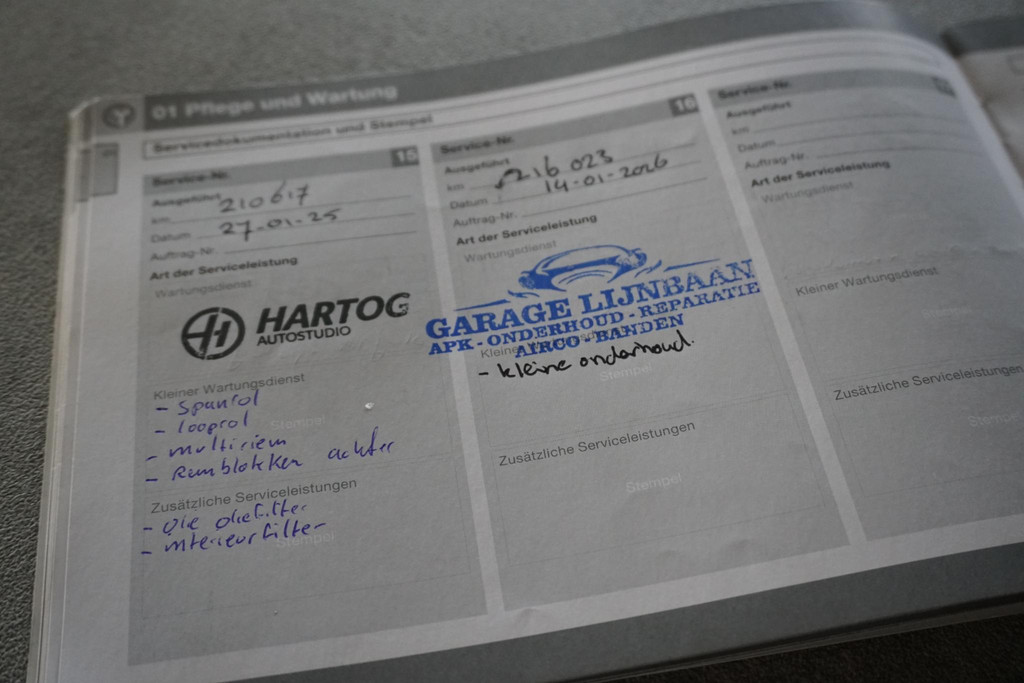 01 Pflege und Wartung
Servicedokumentation und Stempel
Service-Nr. 15
Ausgeführt
km 210617
Datum 27-01-25
Auftrag-Nr.
Art der Serviceleistung
Wartungsdienst
HARTOG
AUTOSTUDIO
Kleiner Wartungsdienst
- Spanrol
- looprol
Stempel
- multiriem
- Remblokken achter
Zusätzliche Serviceleistungen
- Olie oliefilter
- interieurfilter
Stempel
Service-Nr. 16
Ausgeführt
km 216 023
Datum 14-01-2026
Auftrag-Nr.
Art der Serviceleistung
Wartungsdienst
GARAGE LIJNBAAN
APK - ONDERHOUD - REPARATIE
AIRCO - BANDEN
- kleine onderhoud.
Stempel
Zusätzliche Serviceleistungen
Stempel
Service-Nr.
Ausgeführt
km
Datum
Auftrag-Nr.
Art der Serviceleistung
Wartungsdienst
Kleiner Wartungsdienst
Zusätzliche Serviceleistungen
Stempel